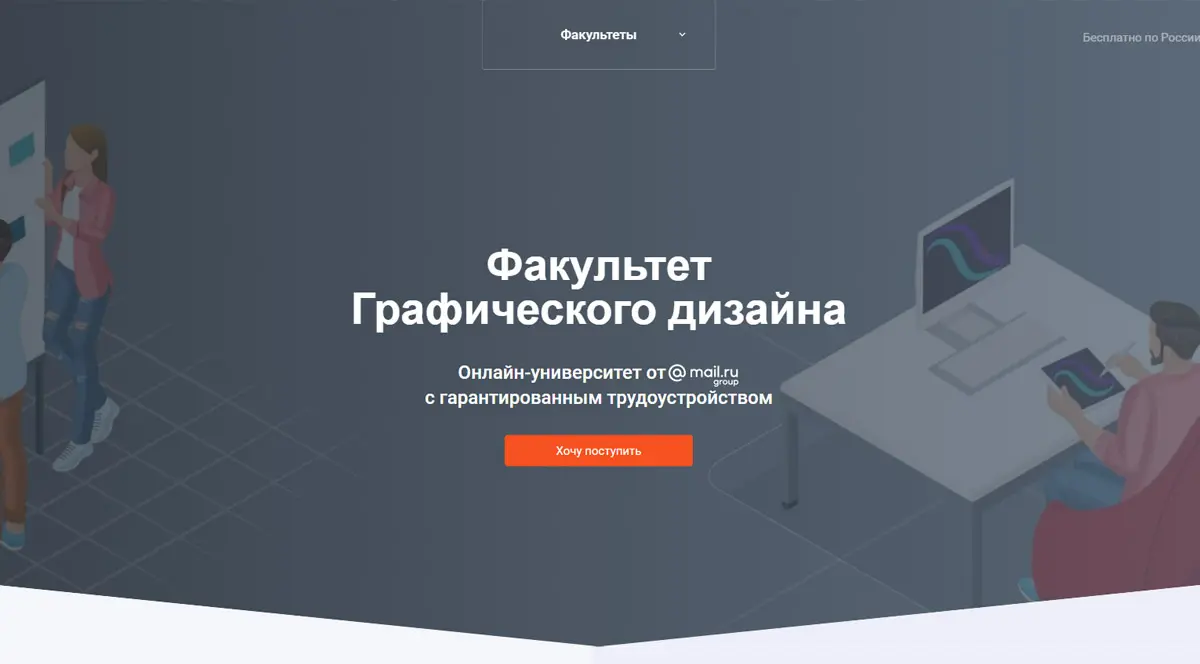 Факультеты
Бесплатно по России
Факультет
Графического дизайна
Онлайн-университет от @mail.ru
group
с гарантированным трудоустройством
Хочу поступить